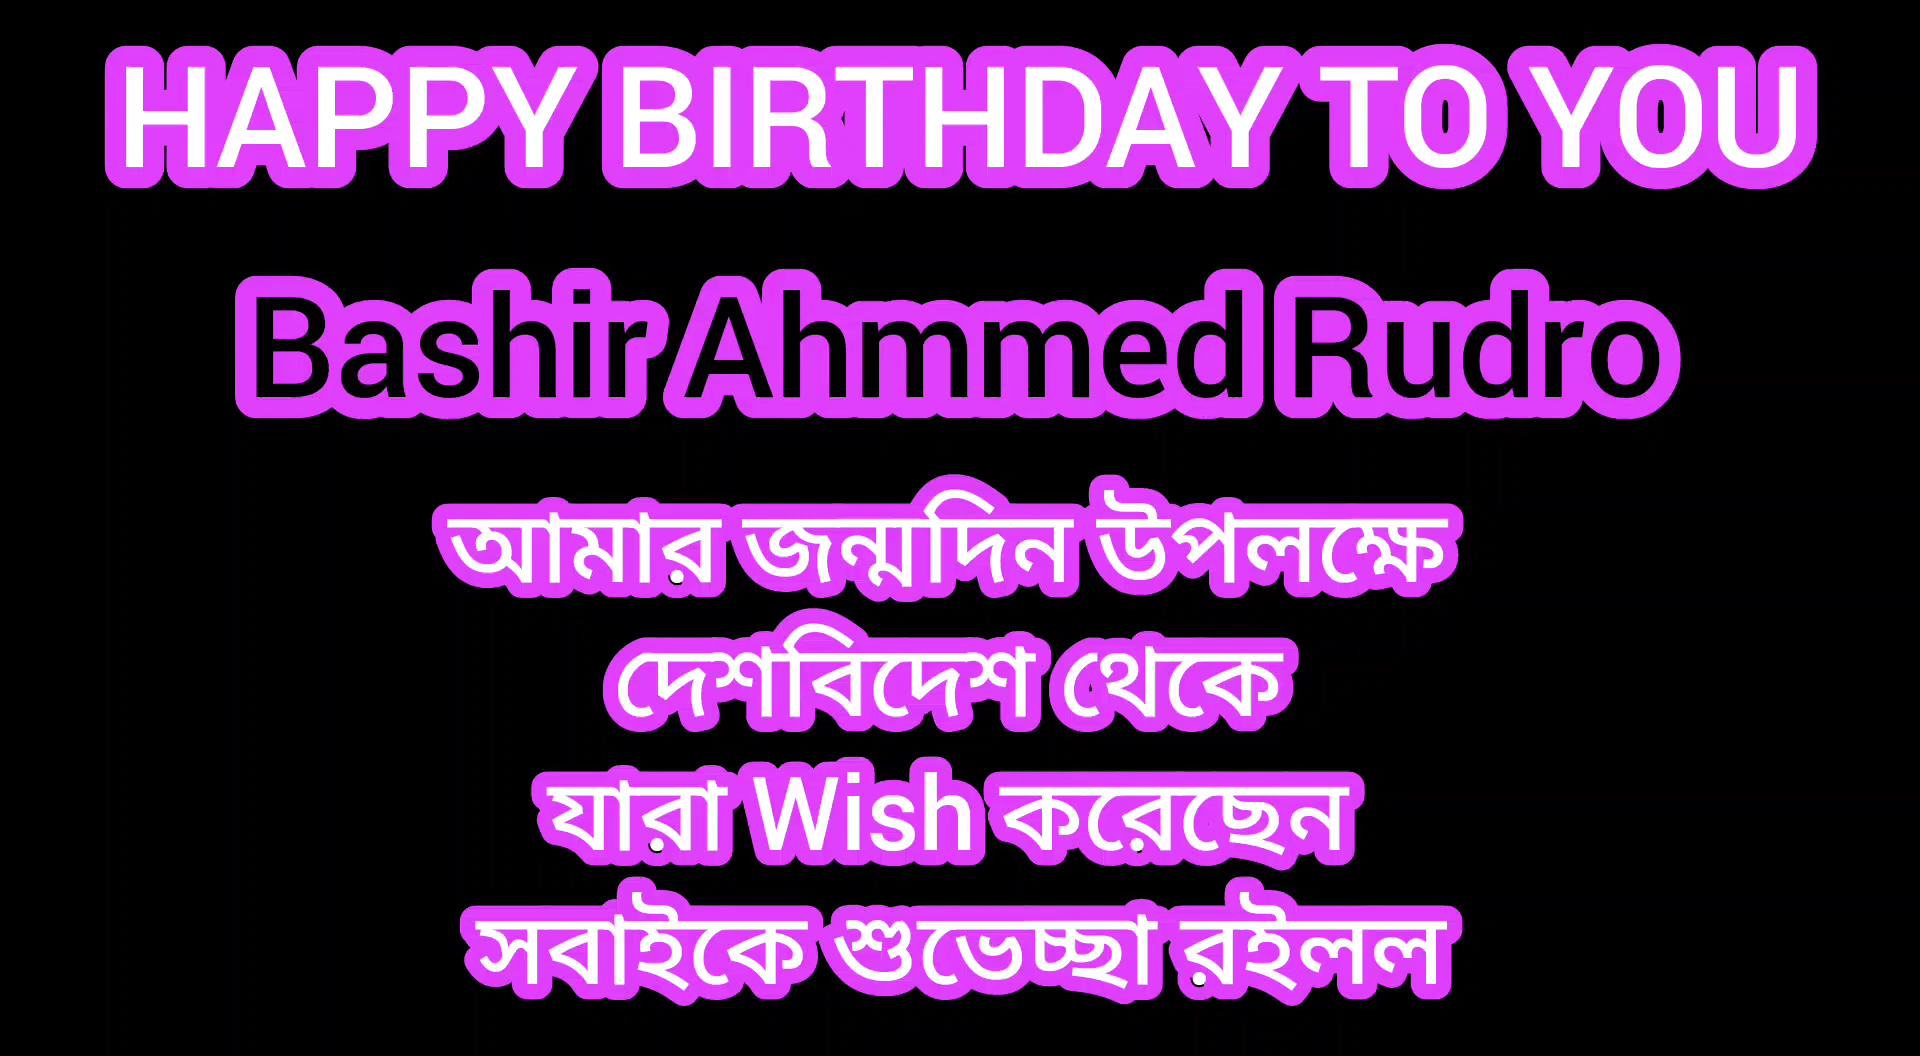 HAPPY BIRTHDAY TO YOU
Bashir Ahmmed Rudro
আমার জন্মদিন উপলক্ষে
দেশবিদেশ থেকে
যারা Wish করেছেন
সবাইকে শুভেচ্ছা রইলল